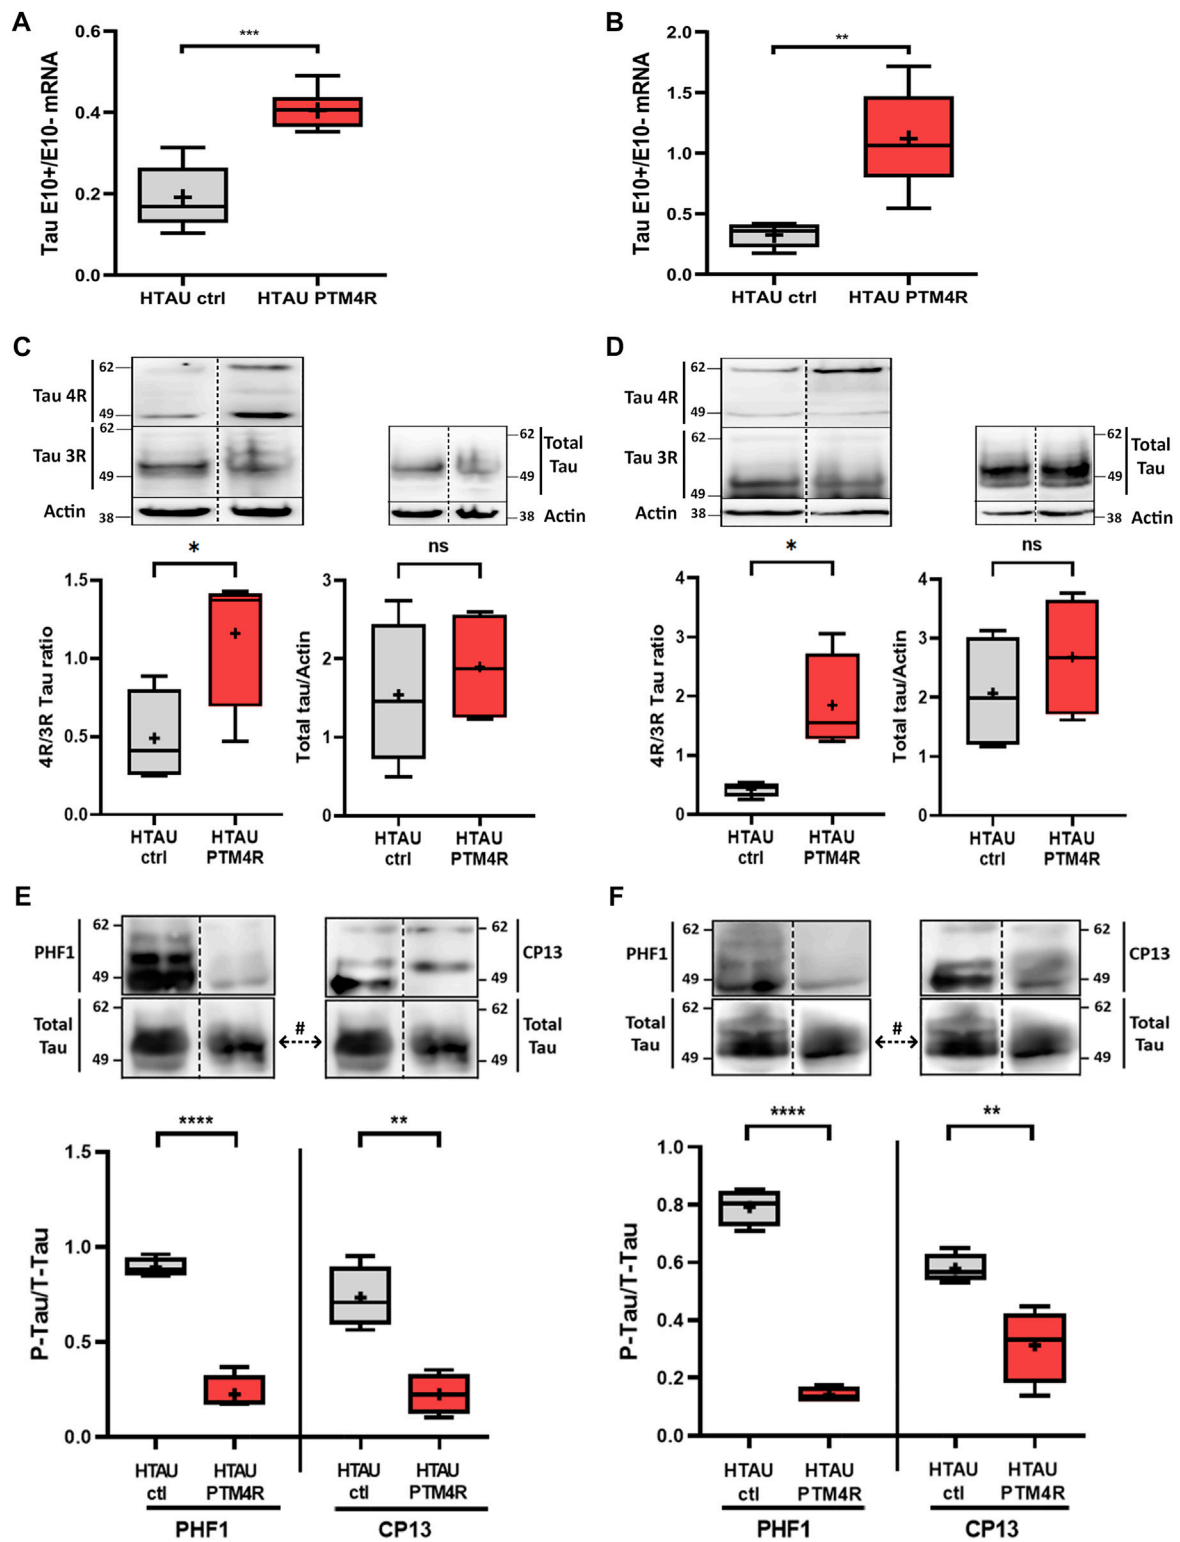 A
Tau E10+/E10- mRNA
0.6
0.4
0.2
0.0
***
HTAU ctrl
HTAU PTM4R
B
Tau E10+/E10- mRNA
2.0
1.5
1.0
0.5
0.0
**
HTAU ctrl
HTAU PTM4R
C
Tau 4R
62
49
Tau 3R
62
49
Actin
38
62
Total
Tau
49
38
Actin
*
4R/3R Tau ratio
1.5
1.0
0.5
0.0
HTAU
ctrl
HTAU
PTM4R
ns
Total tau/Actin
3
2
1
0
HTAU
ctrl
HTAU
PTM4R
D
Tau 4R
62
49
Tau 3R
62
49
Actin
38
62
Total
Tau
49
38
Actin
*
4R/3R Tau ratio
4
3
2
1
0
HTAU
ctrl
HTAU
PTM4R
ns
Total tau/Actin
4
3
2
1
0
HTAU
ctrl
HTAU
PTM4R
E
PHF1
62
49
Total
Tau
62
49
#
62
49
CP13
62
49
Total
Tau
P-Tau/T-Tau
1.5
1.0
0.5
0.0
****
**
HTAU
ctl
HTAU
PTM4R
HTAU
ctl
HTAU
PTM4R
PHF1
CP13
F
PHF1
62
49
Total
Tau
62
49
#
62
49
CP13
62
49
Total
Tau
P-Tau/T-Tau
1.0
0.8
0.6
0.4
0.2
0.0
****
**
HTAU
ctl
HTAU
PTM4R
HTAU
ctl
HTAU
PTM4R
PHF1
CP13